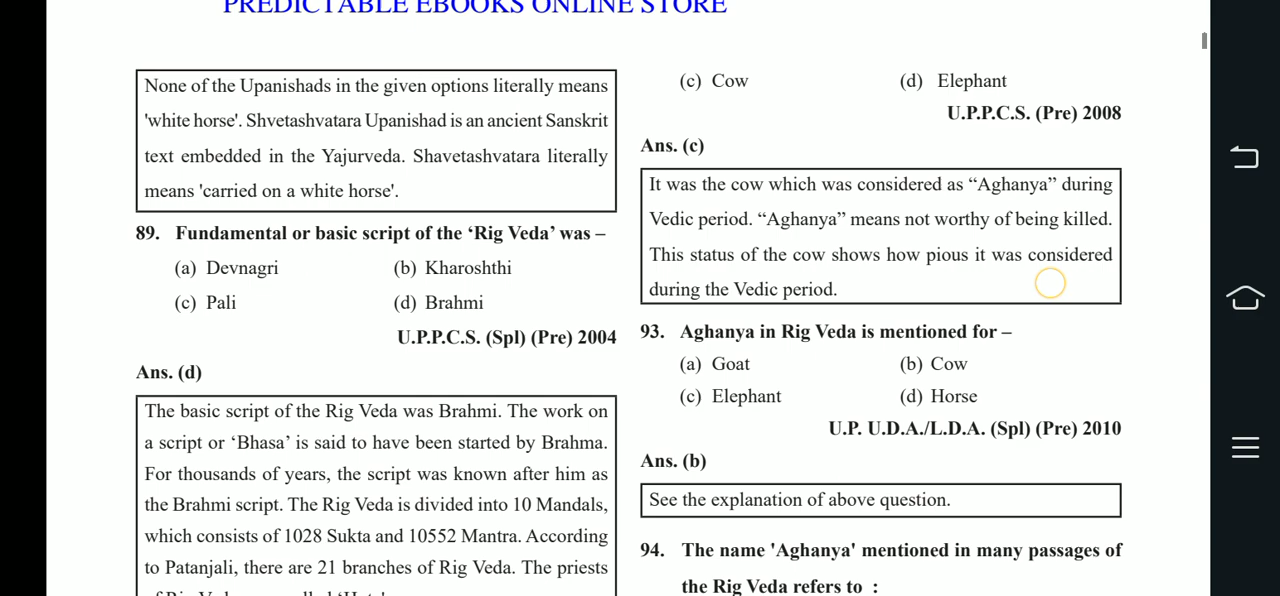 PREDICTABLE EBOOKS ONLINE STORE
None of the Upanishads in the given options literally means
'white horse'. Shvetashvatara Upanishad is an ancient Sanskrit
text embedded in the Yajurveda. Shavetashvatara literally
means 'carried on a white horse'.
89. Fundamental or basic script of the ‘Rig Veda’ was –
(a) Devnagri (b) Kharoshthi
(c) Pali (d) Brahmi
U.P.P.C.S. (Spl) (Pre) 2004
Ans. (d)
The basic script of the Rig Veda was Brahmi. The work on
a script or ‘Bhasa’ is said to have been started by Brahma.
For thousands of years, the script was known after him as
the Brahmi script. The Rig Veda is divided into 10 Mandals,
which consists of 1028 Sukta and 10552 Mantra. According
to Patanjali, there are 21 branches of Rig Veda. The priests
(c) Cow (d) Elephant
U.P.P.C.S. (Pre) 2008
Ans. (c)
It was the cow which was considered as “Aghanya” during
Vedic period. “Aghanya” means not worthy of being killed.
This status of the cow shows how pious it was considered
during the Vedic period.
93. Aghanya in Rig Veda is mentioned for –
(a) Goat (b) Cow
(c) Elephant (d) Horse
U.P. U.D.A./L.D.A. (Spl) (Pre) 2010
Ans. (b)
See the explanation of above question.
94. The name 'Aghanya' mentioned in many passages of
the Rig Veda refers to :